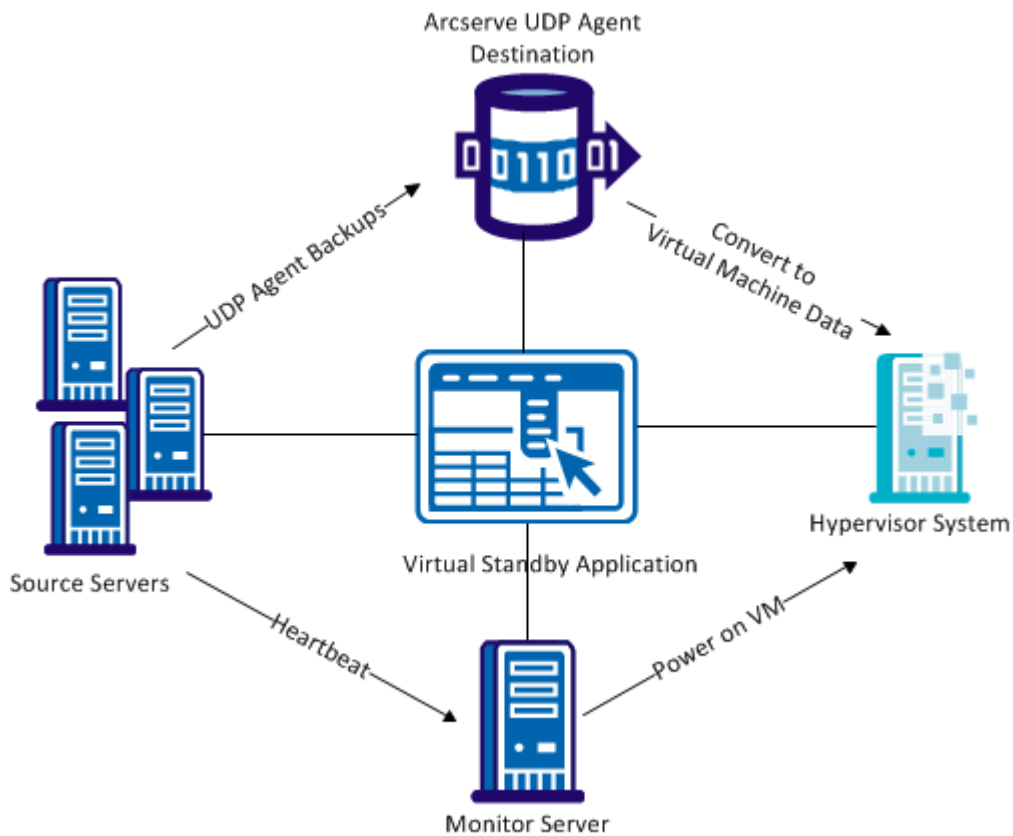 Arcserve UDP Agent
Destination
0 0110 01
UDP Agent Backups
Convert to
Virtual Machine Data
Hypervisor System
Virtual Standby Application
Source Servers
Heartbeat
Power on VM
Monitor Server